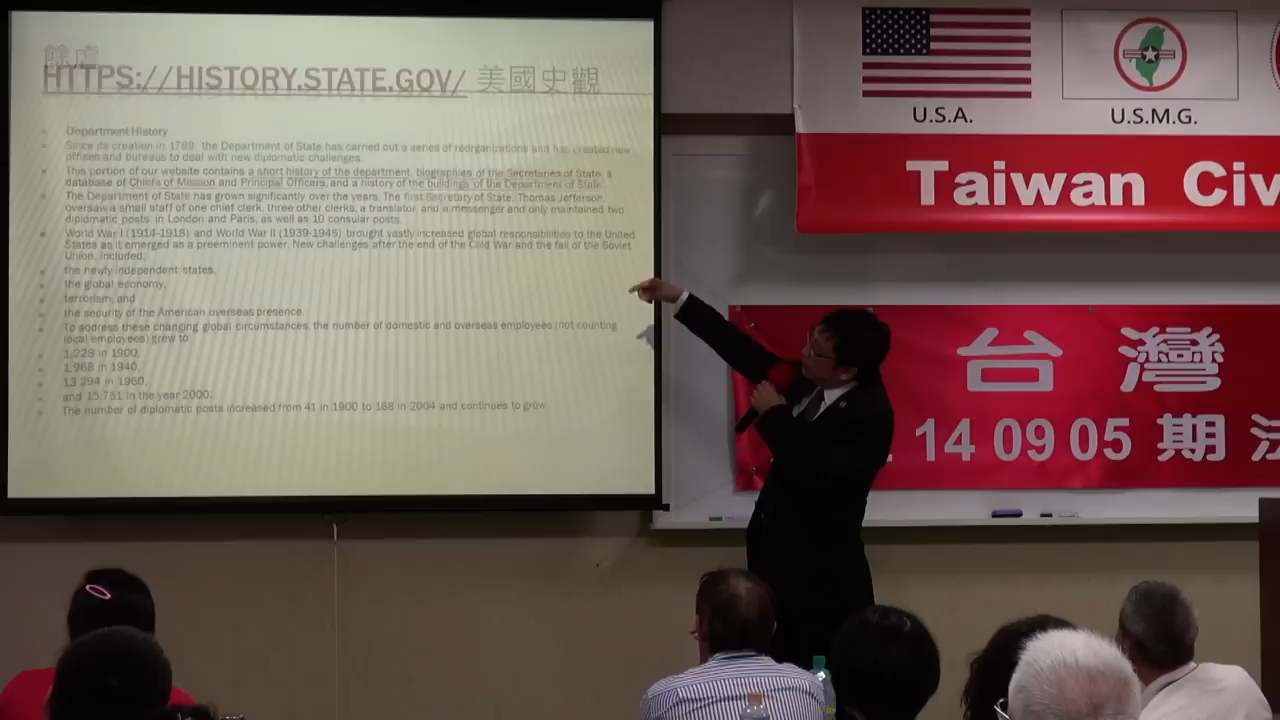 餘慮
HTTPS://HISTORY.STATE.GOV/ 美國史觀
Department History
Since its creation in 1789, the Department of State has carried out a series of reorganizations and has created new
offices and bureaus to deal with new diplomatic challenges.
This portion of our website contains a short history of the department, biographies of the Secretaries of State, a
database of Chiefs of Mission and Principal Officers, and a history of the buildings of the Department of State.
The Department of State has grown significantly over the years. The first Secretary of State, Thomas Jefferson,
oversaw a small staff of one chief clerk, three other clerks, a translator, and a messenger and only maintained two
diplomatic posts, in London and Paris, as well as 10 consular posts.
World War I (1914-1918) and World War II (1939-1945) brought vastly increased global responsibilities to the United
States as it emerged as a preeminent power. New challenges after the end of the Cold War and the fall of the Soviet
Union, included:
the newly independent states,
the global economy,
terrorism, and
the security of the American overseas presence.
To address these changing global circumstances, the number of domestic and overseas employees (not counting
local employees) grew to
1,228 in 1900,
1,968 in 1940,
13,294 in 1960,
and 15,751 in the year 2000.
The number of diplomatic posts increased from 41 in 1900 to 168 in 2004 and continues to grow.
U.S.A.
U.S.M.G.
Taiwan Civ
台灣
14 09 05 期 法